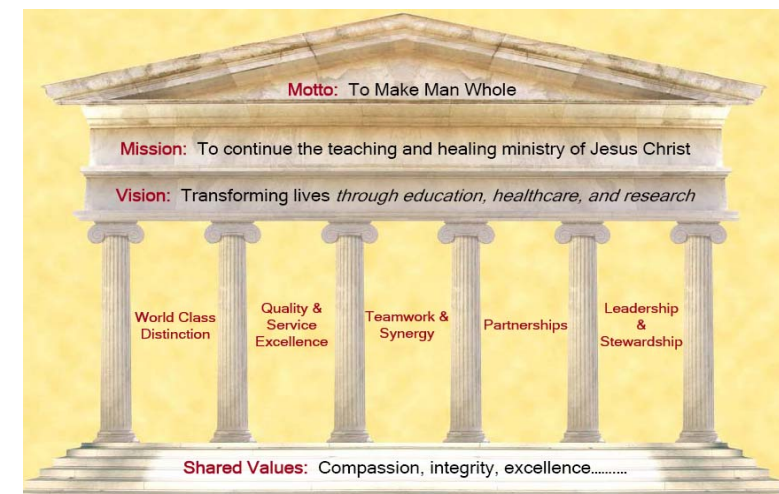 Motto: To Make Man Whole
Mission: To continue the teaching and healing ministry of Jesus Christ
Vision: Transforming lives through education, healthcare, and research
World Class
Distinction
Quality &
Service
Excellence
Teamwork &
Synergy
Partnerships
Leadership
&
Stewardship
Shared Values: Compassion, integrity, excellence..........